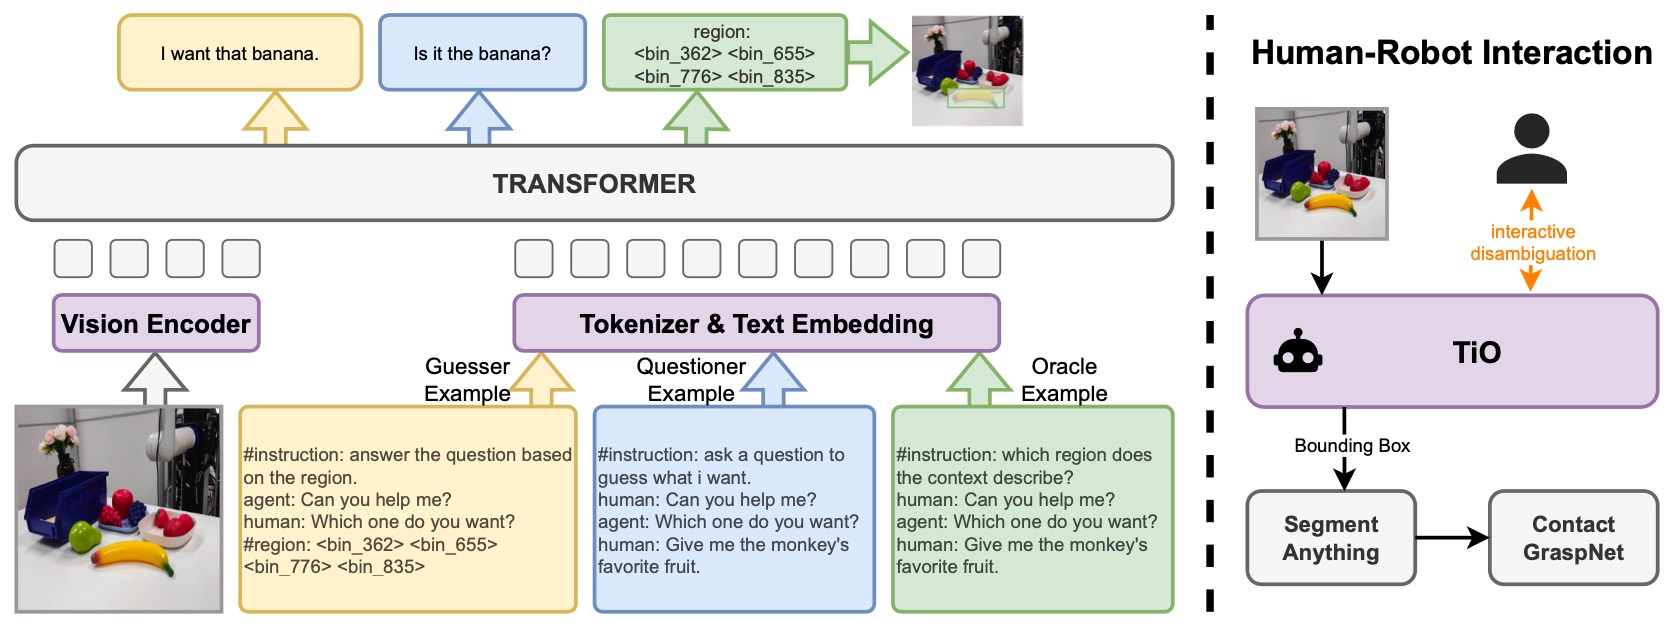 I want that banana.
Is it the banana?
region:
<bin_362> <bin_655>
<bin_776> <bin_835>
TRANSFORMER
Vision Encoder
Tokenizer & Text Embedding
Guesser
Example
Questioner
Example
Oracle
Example
#instruction: answer the question based
on the region.
agent: Can you help me?
human: Which one do you want?
#region: <bin_362> <bin_655>
<bin_776> <bin_835>
#instruction: ask a question to
guess what i want.
human: Can you help me?
agent: Which one do you want?
human: Give me the monkey's
favorite fruit.
#instruction: which region does
the context describe?
human: Can you help me?
agent: Which one do you want?
human: Give me the monkey's
favorite fruit.
Human-Robot Interaction
interactive
disambiguation
TiO
Bounding Box
Segment
Anything
Contact
GraspNet